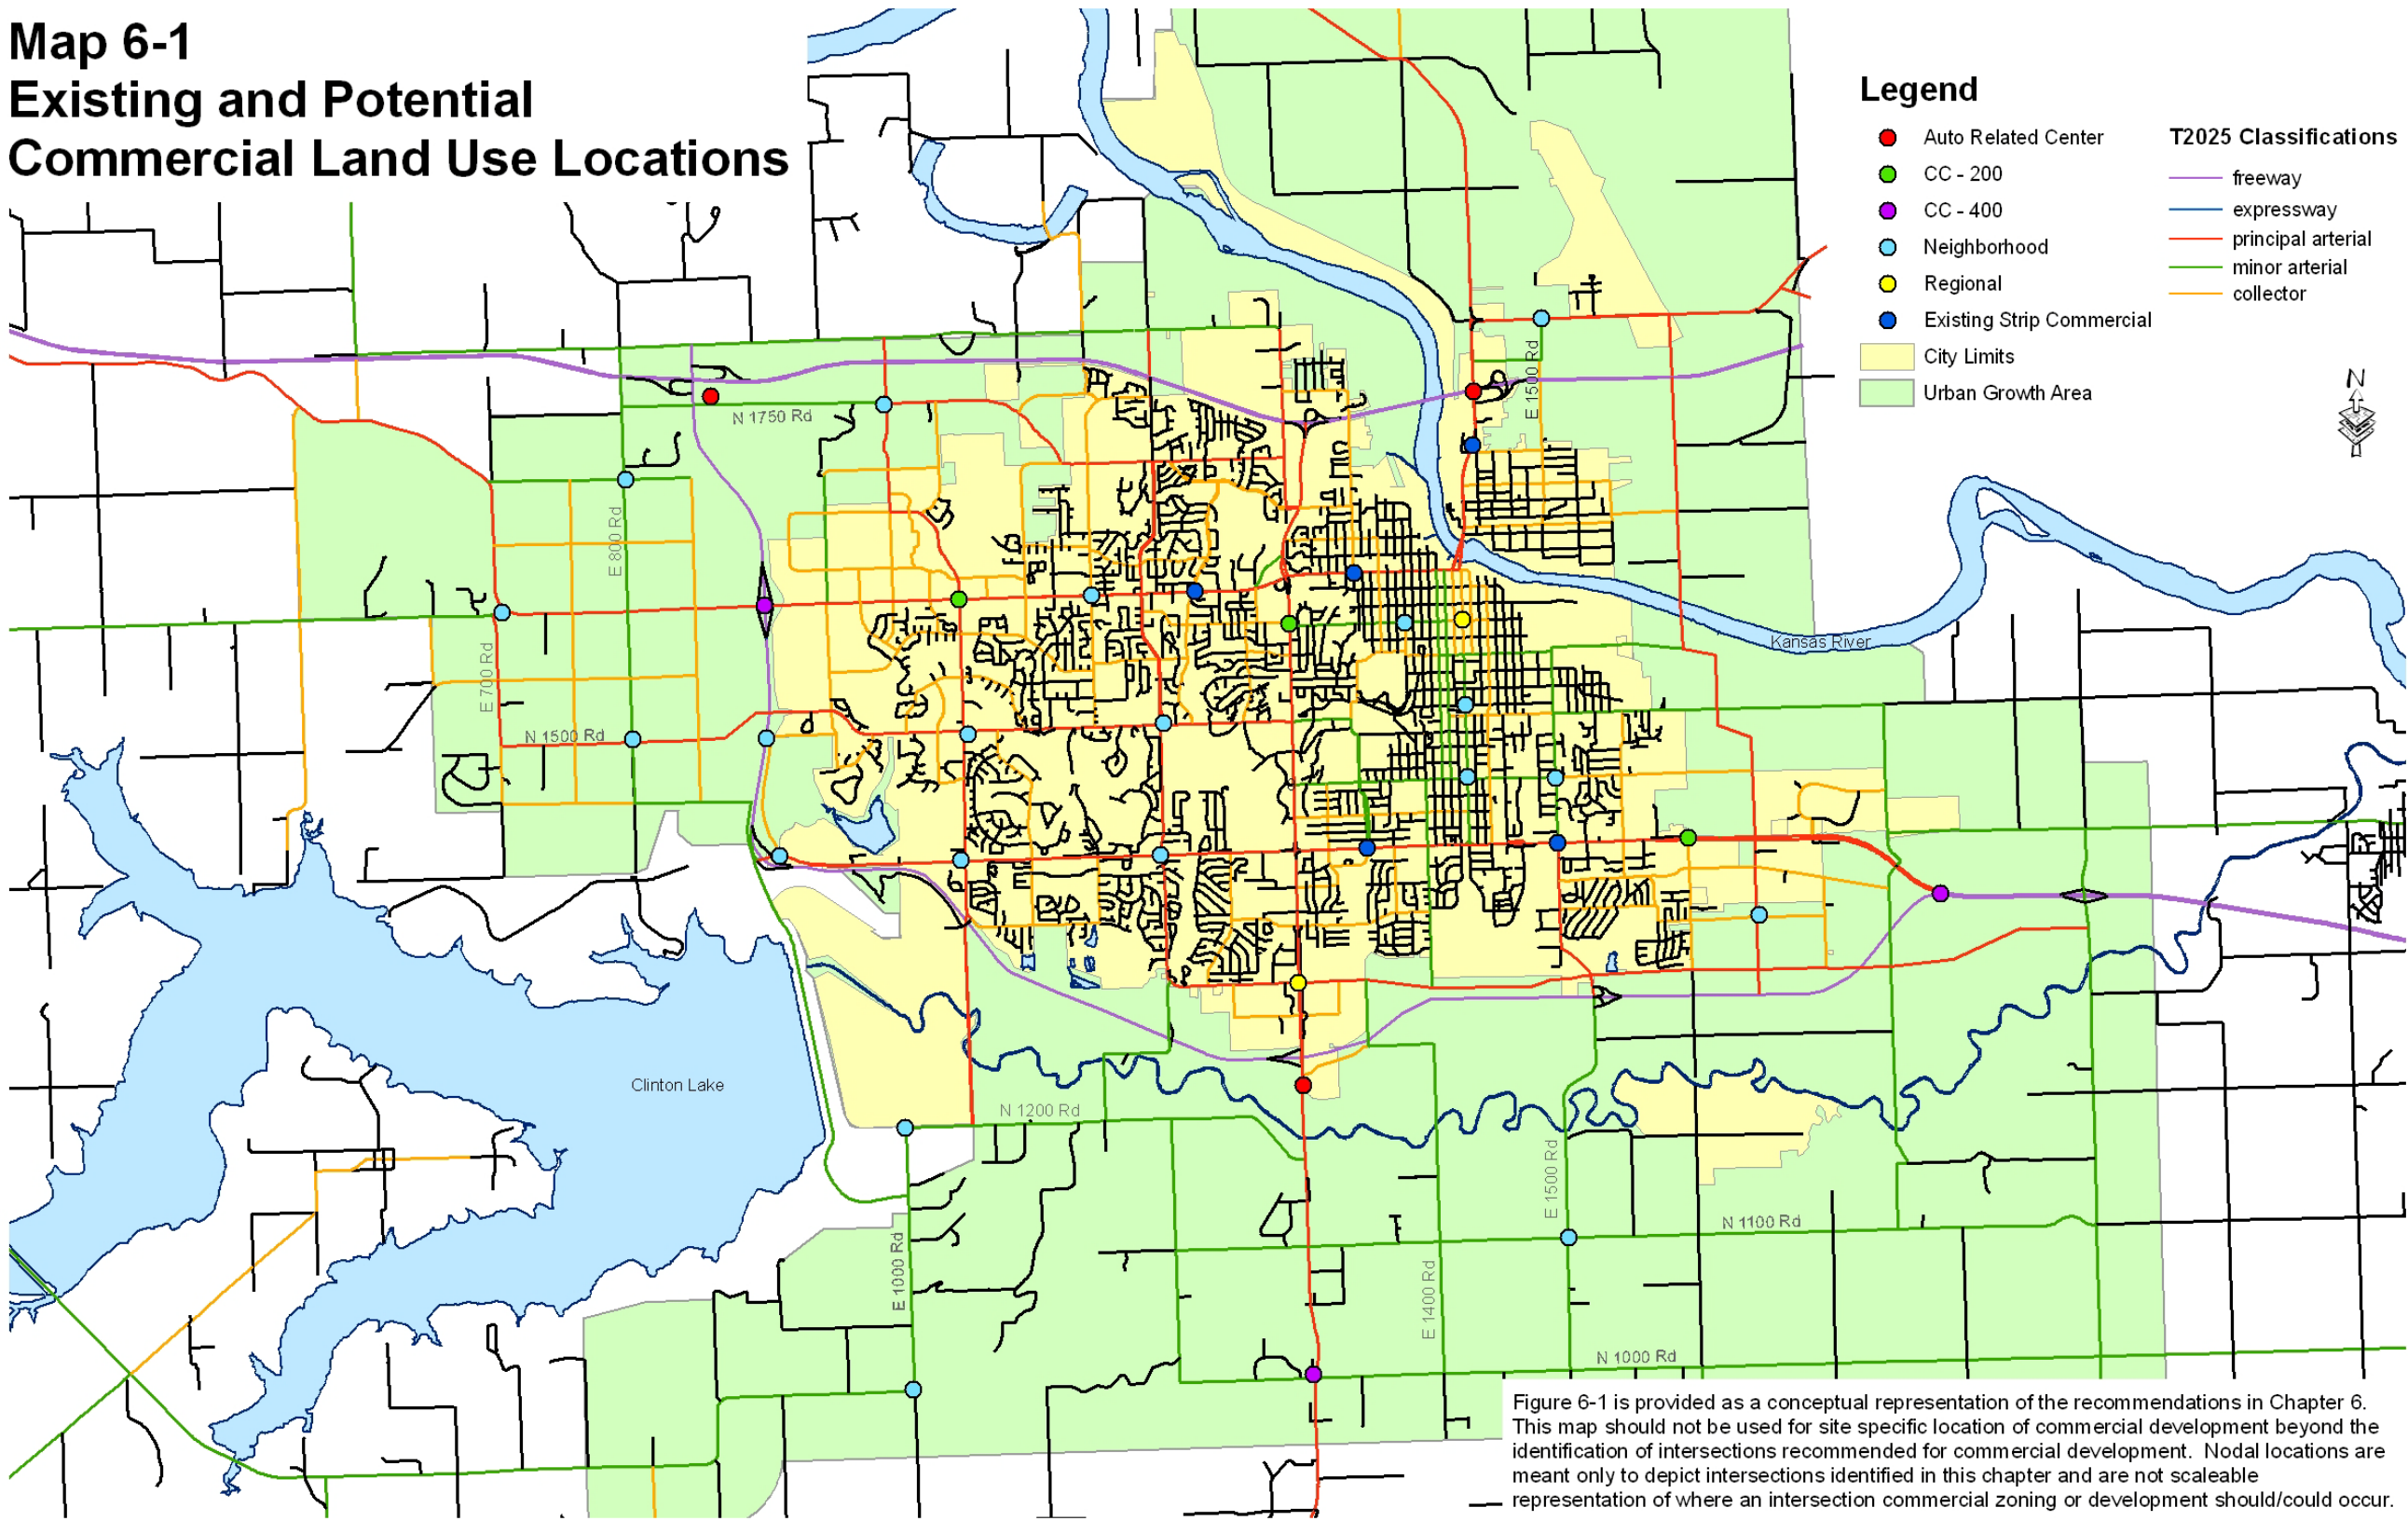 Map 6-1
Existing and Potential
Commercial Land Use Locations
Legend
Auto Related Center
CC - 200
CC - 400
Neighborhood
Regional
Existing Strip Commercial
City Limits
Urban Growth Area
T2025 Classifications
freeway
expressway
principal arterial
minor arterial
collector
N
E 1500 Rd
N 1750 Rd
E 800 Rd
E 700 Rd
Kansas River
N 1500 Rd
Clinton Lake
N 1200 Rd
E 1500 Rd
N 1100 Rd
E 1000 Rd
E 1400 Rd
N 1000 Rd
Figure 6-1 is provided as a conceptual representation of the recommendations in Chapter 6.
This map should not be used for site specific location of commercial development beyond the
identification of intersections recommended for commercial development.  Nodal locations are
meant only to depict intersections identified in this chapter and are not scaleable
representation of where an intersection commercial zoning or development should/could occur.